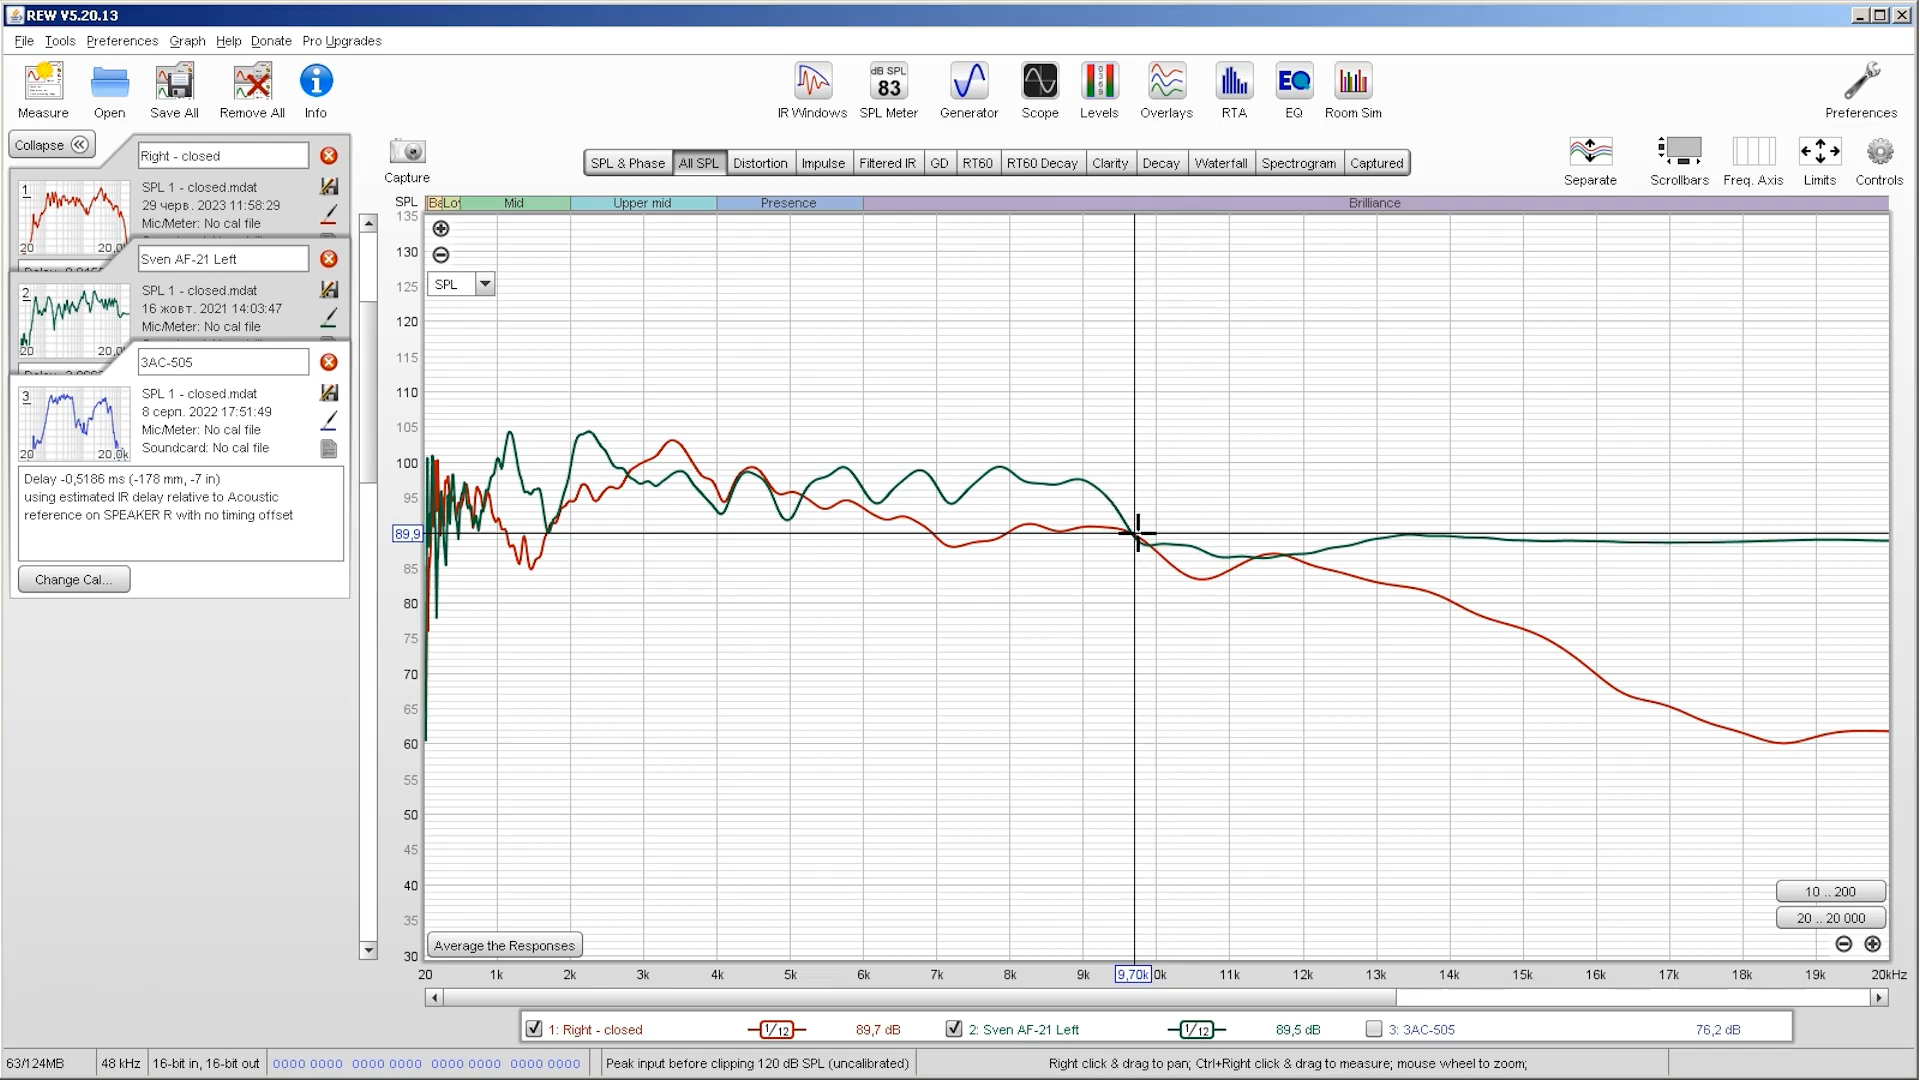 REW V5.20.13
File Tools Preferences Graph Help Donate Pro Upgrades
Measure Open Save All Remove All Info
IR Windows SPL Meter Generator Scope Levels Overlays RTA EQ Room Sim
Preferences
dB SPL
83
EQ
Collapse
Capture
SPL & Phase All SPL Distortion Impulse Filtered IR GD RT60 RT60 Decay Clarity Decay Waterfall Spectrogram Captured
Separate Scrollbars Freq. Axis Limits Controls
Right - closed
1
SPL 1 - closed.mdat
29 черв. 2023 11:58:29
Mic/Meter: No cal file
20 20,0
Sven AF-21 Left
2
SPL 1 - closed.mdat
16 жовт. 2021 14:03:47
Mic/Meter: No cal file
20 20,0
3AC-505
3
SPL 1 - closed.mdat
8 серп. 2022 17:51:49
Mic/Meter: No cal file
Soundcard: No cal file
20 20,0k
Delay -0,5186 ms (-178 mm, -7 in)
using estimated IR delay relative to Acoustic
reference on SPEAKER R with no timing offset
Change Cal...
SPL
Mid Upper mid Presence Brilliance
SPL
135
130
125
120
115
110
105
100
95
89,9
85
80
75
70
65
60
55
50
45
40
35
30
10 .. 200
20 .. 20 000
Average the Responses
20 1k 2k 3k 4k 5k 6k 7k 8k 9k 9,70k 0k 11k 12k 13k 14k 15k 16k 17k 18k 19k 20kHz
1: Right - closed 1/12 89,7 dB 2: Sven AF-21 Left 1/12 89,5 dB 3: 3AC-505 76,2 dB
63/124MB 48 kHz 16-bit in, 16-bit out 0000 0000 0000 0000 0000 0000 0000 0000 Peak input before clipping 120 dB SPL (uncalibrated) Right click & drag to pan; Ctrl+Right click & drag to measure; mouse wheel to zoom;